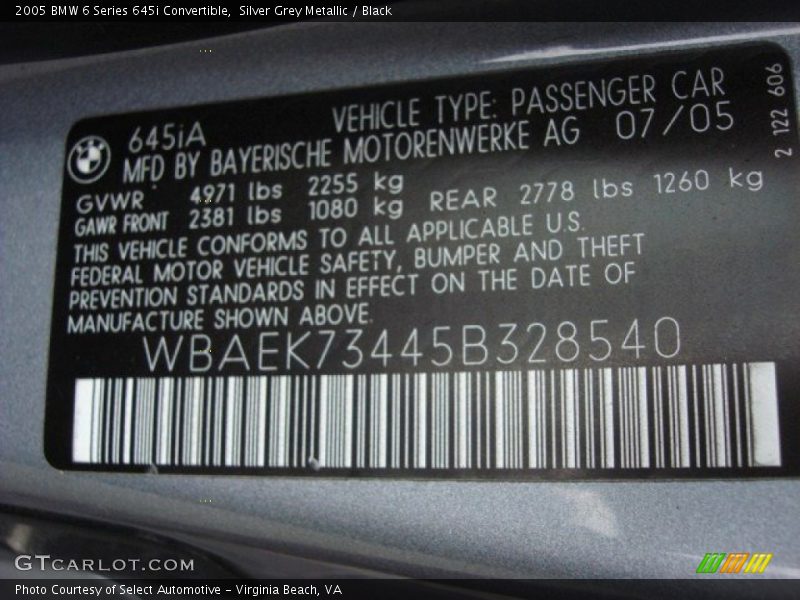 2005 BMW 6 Series 645i Convertible,  Silver Grey Metallic / Black
BMW
645iA
VEHICLE TYPE: PASSENGER CAR
MFD BY BAYERISCHE MOTORENWERKE AG 07/05
2 122 606
GVWR 4971 lbs 2255 kg
GAWR FRONT 2381 lbs 1080 kg REAR 2778 lbs 1260 kg
THIS VEHICLE CONFORMS TO ALL APPLICABLE U.S.
FEDERAL MOTOR VEHICLE SAFETY, BUMPER AND THEFT
PREVENTION STANDARDS IN EFFECT ON THE DATE OF
MANUFACTURE SHOWN ABOVE.
WBAEK73445B328540
GTCARLOT.COM
Photo Courtesy of Select Automotive – Virginia Beach, VA